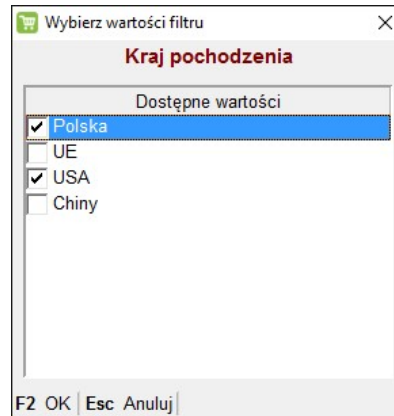 Wybierz wartości filtru
Kraj pochodzenia
Dostępne wartości
Polska
UE
USA
Chiny
F2 OK Esc Anuluj